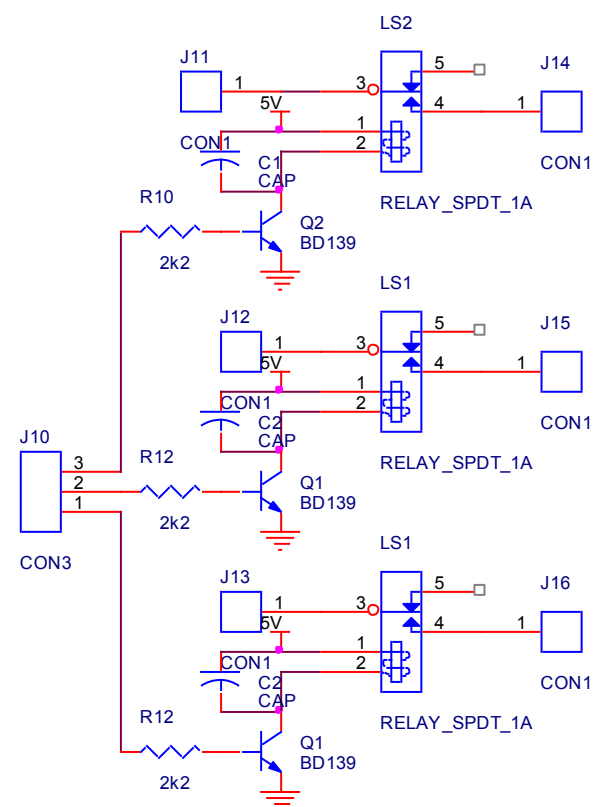 LS2
J11
1
3
5
J14
5V
4
1
CON1
1
2
C1
CAP
CON1
R10
RELAY_SPDT_1A
Q2
BD139
2k2
LS1
J12
1
3
5
J15
5V
4
1
CON1
1
2
C2
CAP
CON1
J10
R12
RELAY_SPDT_1A
3
2
1
Q1
BD139
2k2
CON3
LS1
J13
1
3
5
J16
5V
4
1
CON1
1
2
C2
CAP
CON1
R12
RELAY_SPDT_1A
Q1
BD139
2k2